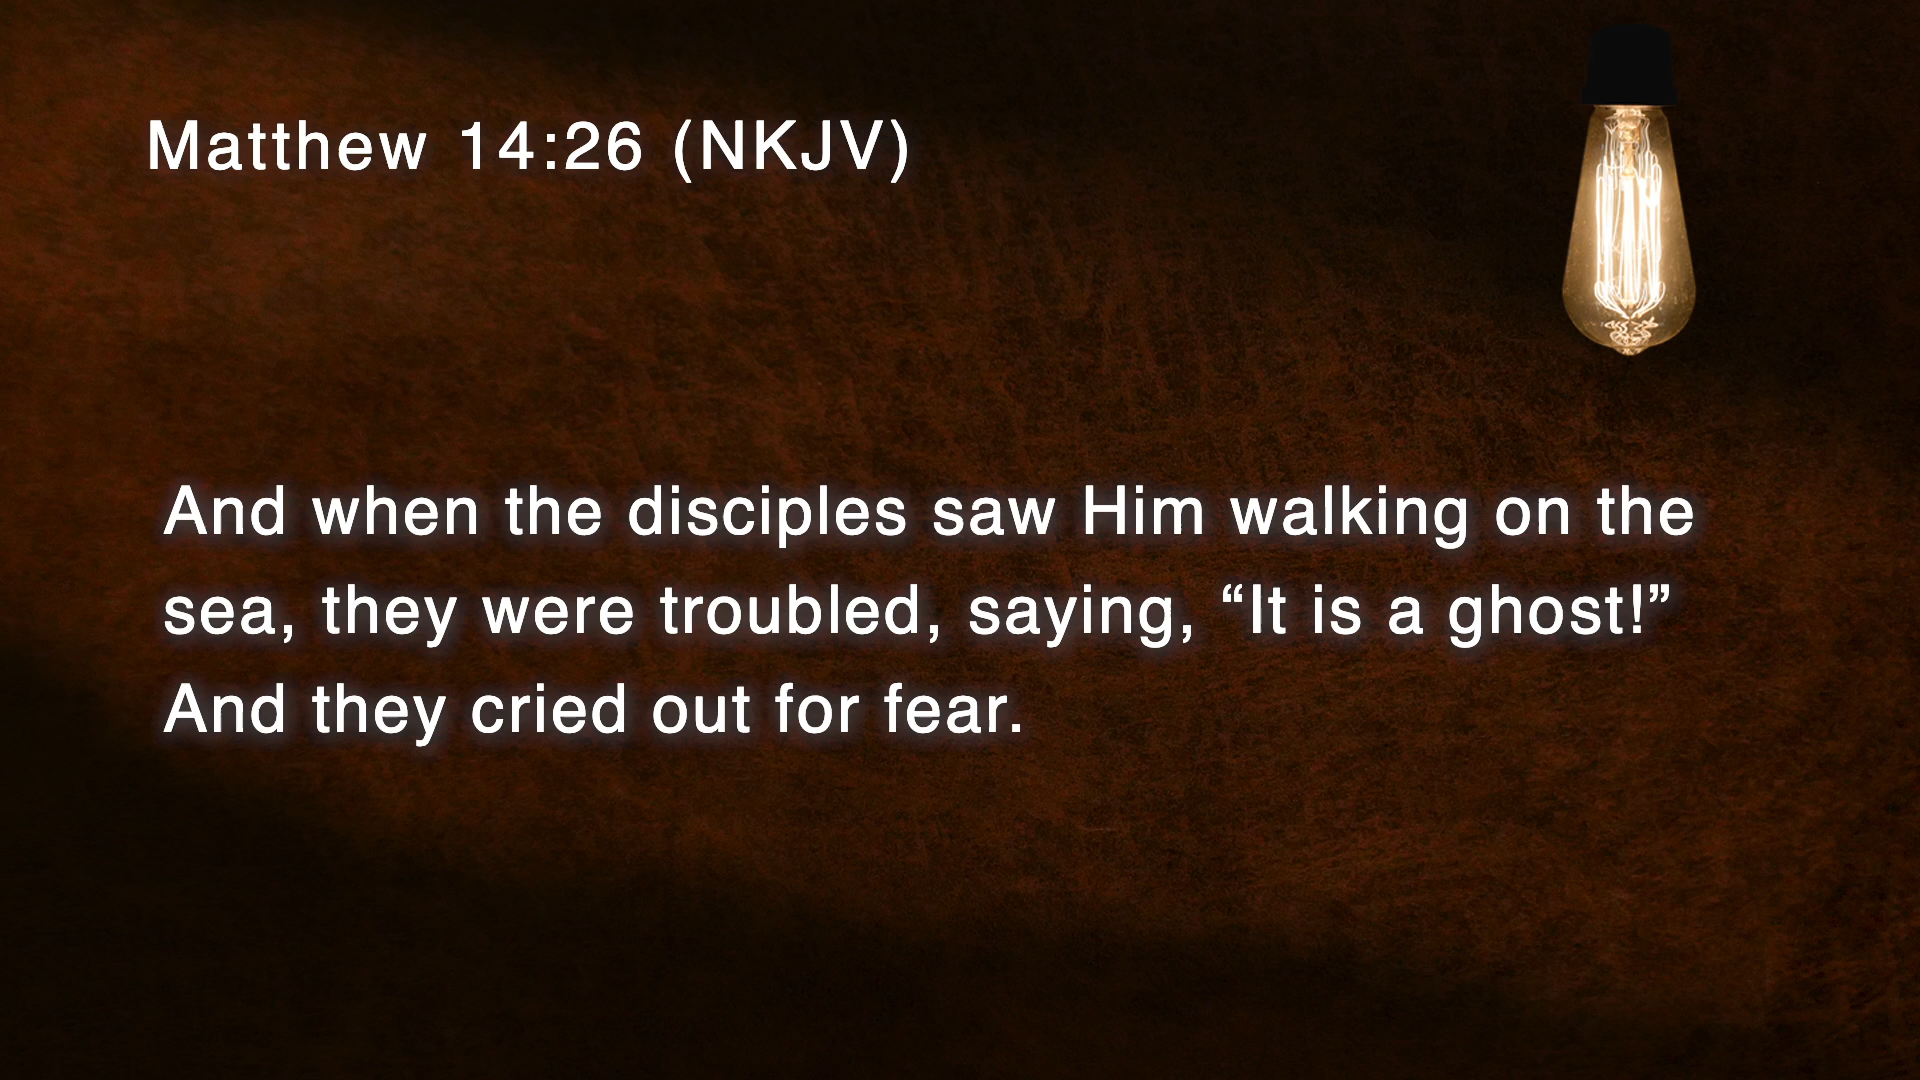 Matthew 14:26 (NKJV)
And when the disciples saw Him walking on the
sea, they were troubled, saying, “It is a ghost!”
And they cried out for fear.